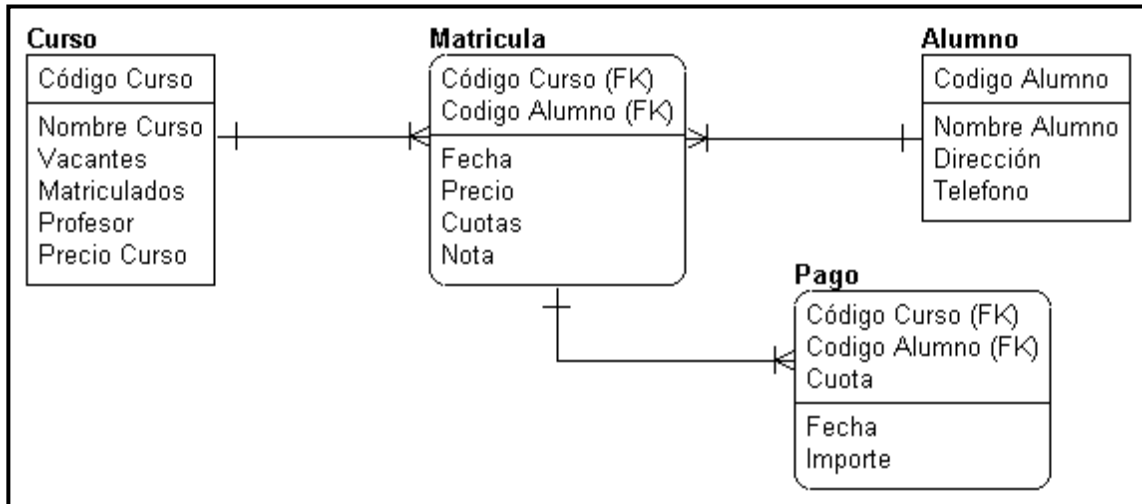 Curso
Código Curso
Nombre Curso
Vacantes
Matriculados
Profesor
Precio Curso
Matricula
Código Curso (FK)
Codigo Alumno (FK)
Fecha
Precio
Cuotas
Nota
Alumno
Codigo Alumno
Nombre Alumno
Dirección
Telefono
Pago
Código Curso (FK)
Codigo Alumno (FK)
Cuota
Fecha
Importe